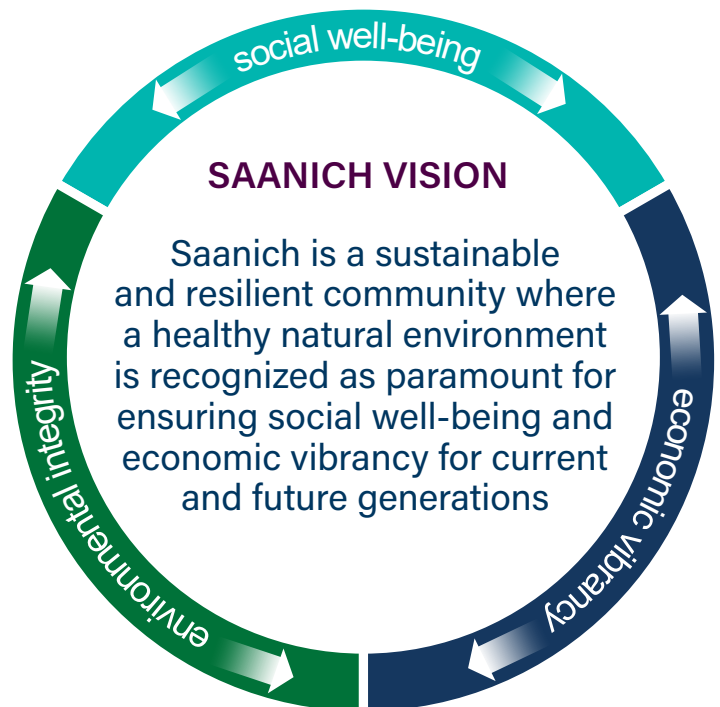 social well-being
SAANICH VISION
Saanich is a sustainable
and resilient community where
a healthy natural environment
is recognized as paramount for
ensuring social well-being and
economic vibrancy for current
and future generations
environmental integrity
economic vibrancy